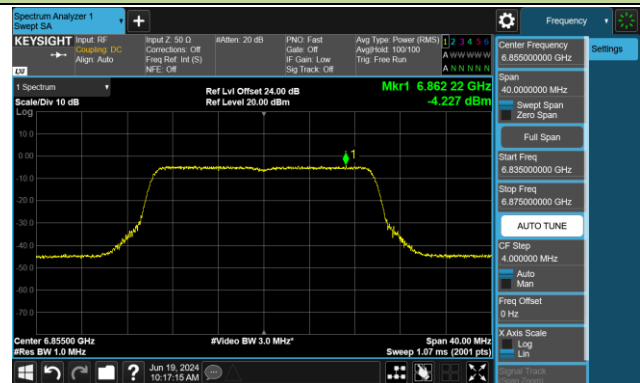 Spectrum Analyzer 1
Swept SA
+
Frequency
KEYSIGHT
Input: RF
Coupling: DC
Align: Auto
Input Z: 50 Ω
Corrections: Off
Freq Ref: Int (S)
NFE: Off
#Atten: 20 dB
PNO: Fast
Gate: Off
IF Gain: Low
Sig Track: Off
Avg Type: Power (RMS)
Avg|Hold: 100/100
Trig: Free Run
1 2 3 4 5 6
A W W W W W
A N N N N N
LXI
1 Spectrum
Scale/Div 10 dB
Ref Lvl Offset 24.00 dB
Ref Level 20.00 dBm
Mkr1 6.862 22 GHz
-4.227 dBm
Log
10.0
0.00
-10.0
-20.0
-30.0
-40.0
-50.0
-60.0
-70.0
1
Center 6.85500 GHz
#Res BW 1.0 MHz
#Video BW 3.0 MHz*
Span 40.00 MHz
Sweep 1.07 ms (2001 pts)
Jun 19, 2024
10:17:15 AM
Center Frequency
6.855000000 GHz
Settings
Span
40.0000000 MHz
Swept Span
Zero Span
Full Span
Start Freq
6.835000000 GHz
Stop Freq
6.875000000 GHz
AUTO TUNE
CF Step
4.000000 MHz
Auto
Man
Freq Offset
0 Hz
X Axis Scale
Log
Lin
Signal Track